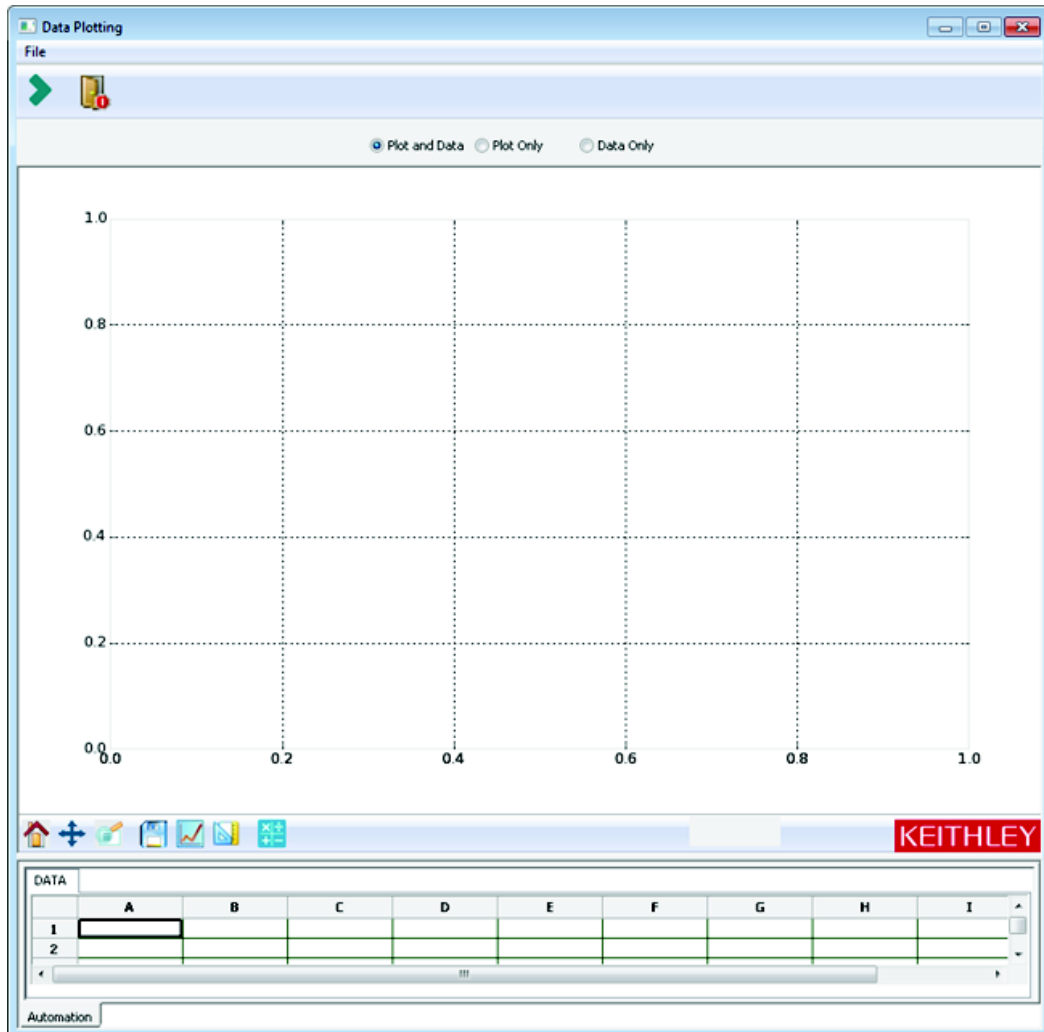 Data Plotting
File
Plot and Data Plot Only Data Only
1.0
0.8
0.6
0.4
0.2
0.0
0.0 0.2 0.4 0.6 0.8 1.0
KEITHLEY
DATA
A B C D E F G H I
1
2
Automation